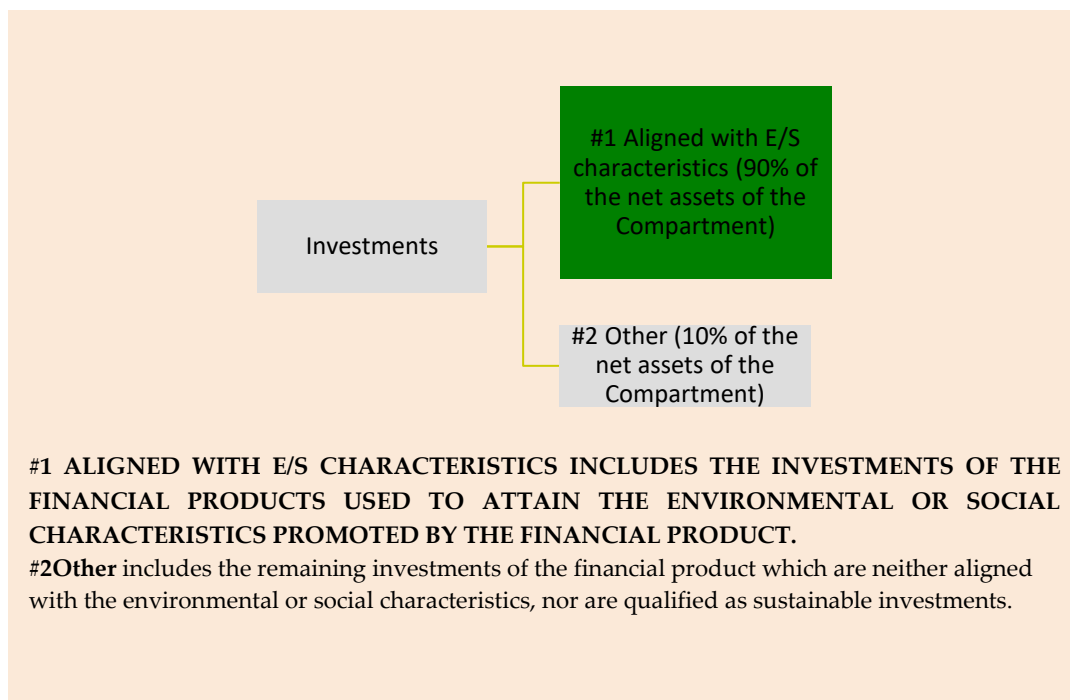 #1 Aligned with E/S
characteristics (90% of
the net assets of the
Compartment)
Investments
#2 Other (10% of the
net assets of the
Compartment)
#1 ALIGNED WITH E/S CHARACTERISTICS INCLUDES THE INVESTMENTS OF THE
FINANCIAL PRODUCTS USED TO ATTAIN THE ENVIRONMENTAL OR SOCIAL
CHARACTERISTICS PROMOTED BY THE FINANCIAL PRODUCT.
#2Other includes the remaining investments of the financial product which are neither aligned
with the environmental or social characteristics, nor are qualified as sustainable investments.